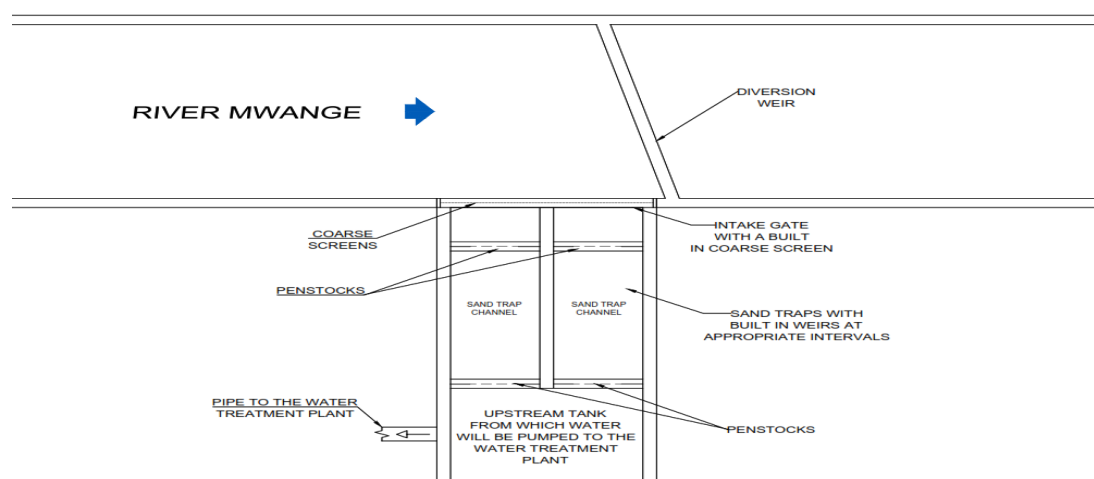 RIVER MWANGE
DIVERSION
WEIR
COARSE
SCREENS
INTAKE GATE
WITH A BUILT
IN COARSE SCREEN
PENSTOCKS
SAND TRAP
CHANNEL
SAND TRAP
CHANNEL
SAND TRAPS WITH
BUILT IN WEIRS AT
APPROPRIATE INTERVALS
PIPE TO THE WATER
TREATMENT PLANT
UPSTREAM TANK
FROM WHICH WATER
WILL BE PUMPED TO THE
WATER TREATMENT
PLANT
PENSTOCKS